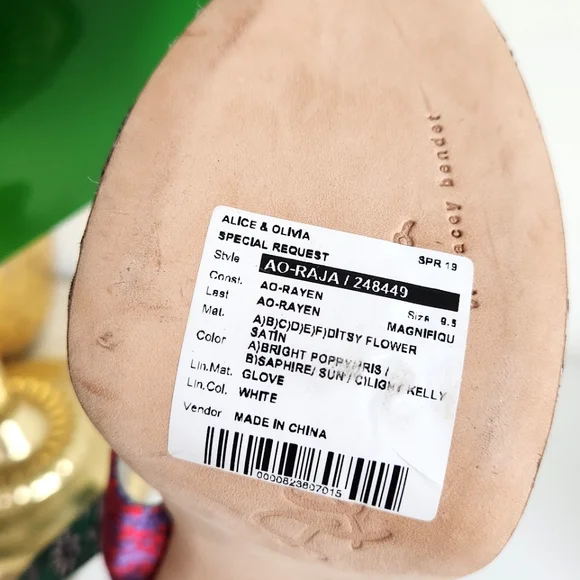 acey bendet
ALICE & OLIVIA
SPECIAL REQUEST SPR 19
Style AO-RAJA / 248449
Const. AO-RAYEN
Last AO-RAYEN Size 9.5
Mat. MAGNIFIQU
A)B)C)D)E)F)DITSY FLOWER
SATIN
Color A)BRIGHT POPPY/IRIS /
B)SAPHIRE/ SUN / C)LIGHT KELLY
Lin.Mat. GLOVE
Lin.Col. WHITE
Vendor MADE IN CHINA
0000823807015